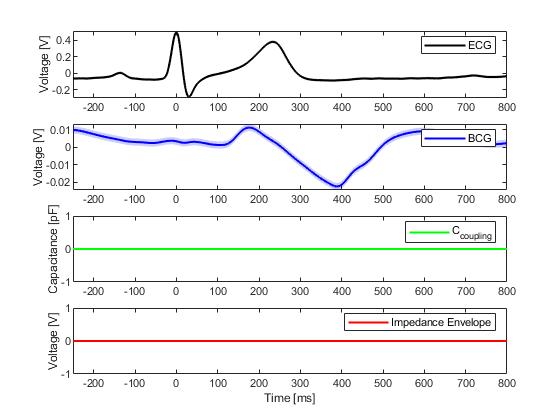 Voltage [V]
0.4
0.2
0
-0.2
ECG
-200 -100 0 100 200 300 400 500 600 700 800
Voltage [V]
0.01
0
-0.01
-0.02
BCG
-200 -100 0 100 200 300 400 500 600 700 800
Capacitance [pF]
1
0
-1
C_coupling
-200 -100 0 100 200 300 400 500 600 700 800
Voltage [V]
1
0
-1
Impedance Envelope
-200 -100 0 100 200 300 400 500 600 700 800
Time [ms]